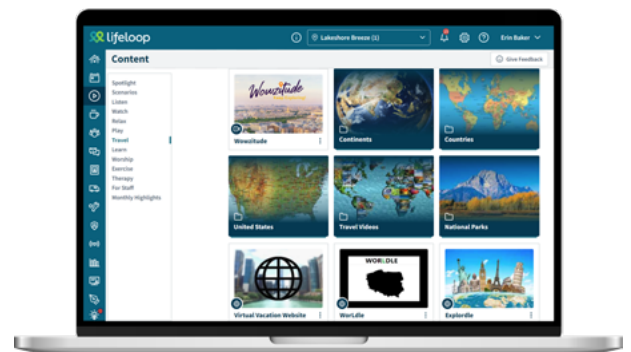 lifeloop
Lakeshore Breeze (1)
Erin Baker
Content
Give Feedback
Spotlight
Scenarios
Listen
Watch
Relax
Play
Travel
Learn
Worship
Exercise
Therapy
For Staff
Monthly Highlights
Wowzitude
Wowzitude
Continents
Countries
United States
Travel Videos
National Parks
WORLDLE
Virtual Vacation Website
WorLdle
Explordle